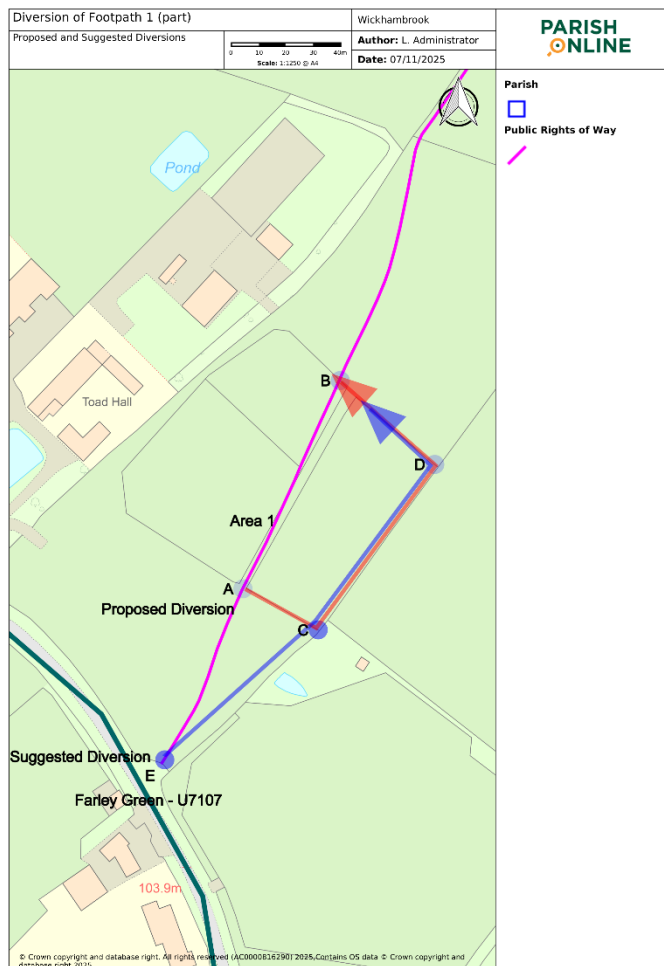 Diversion of Footpath 1 (part)
Proposed and Suggested Diversions
0 10 20 30 40m
Scale: 1:1250 @ A4
Wickhambrook
Author: L. Administrator
Date: 07/11/2025
PARISH
ONLINE
Parish
Public Rights of Way
Pond
B
Toad Hall
D
Area 1
A
Proposed Diversion
C
Suggested Diversion
E
Farley Green - U7107
103.9m
© Crown copyright and database right. All rights reserved (AC0000816290) 2025,Contains OS data © Crown copyright and
database right 2025